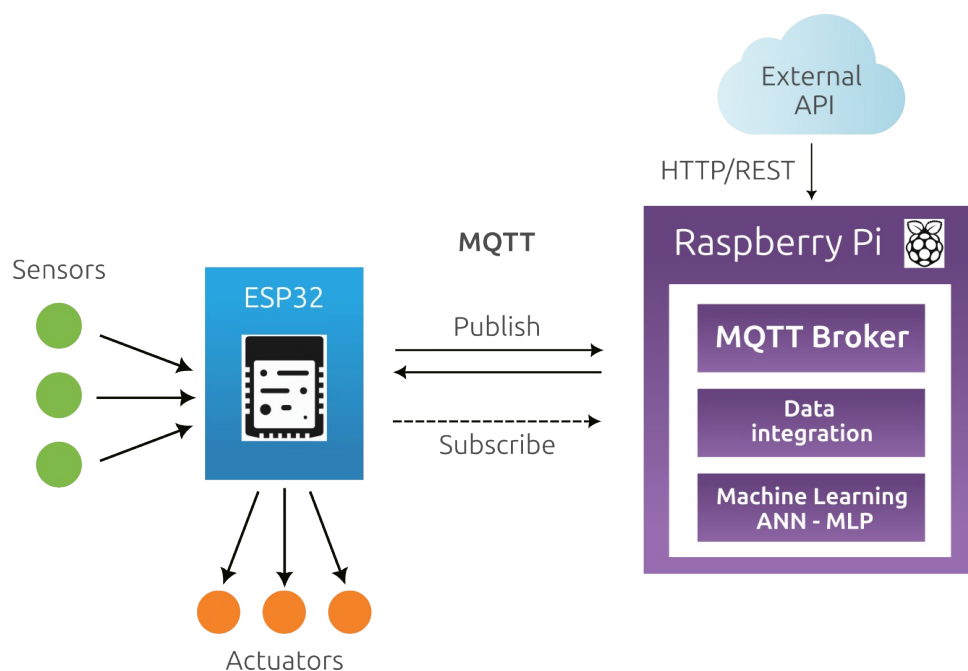 External
API
HTTP/REST
Raspberry Pi
MQTT
Sensors
ESP32
Publish
MQTT Broker
Data
integration
Subscribe
Machine Learning
ANN - MLP
Actuators